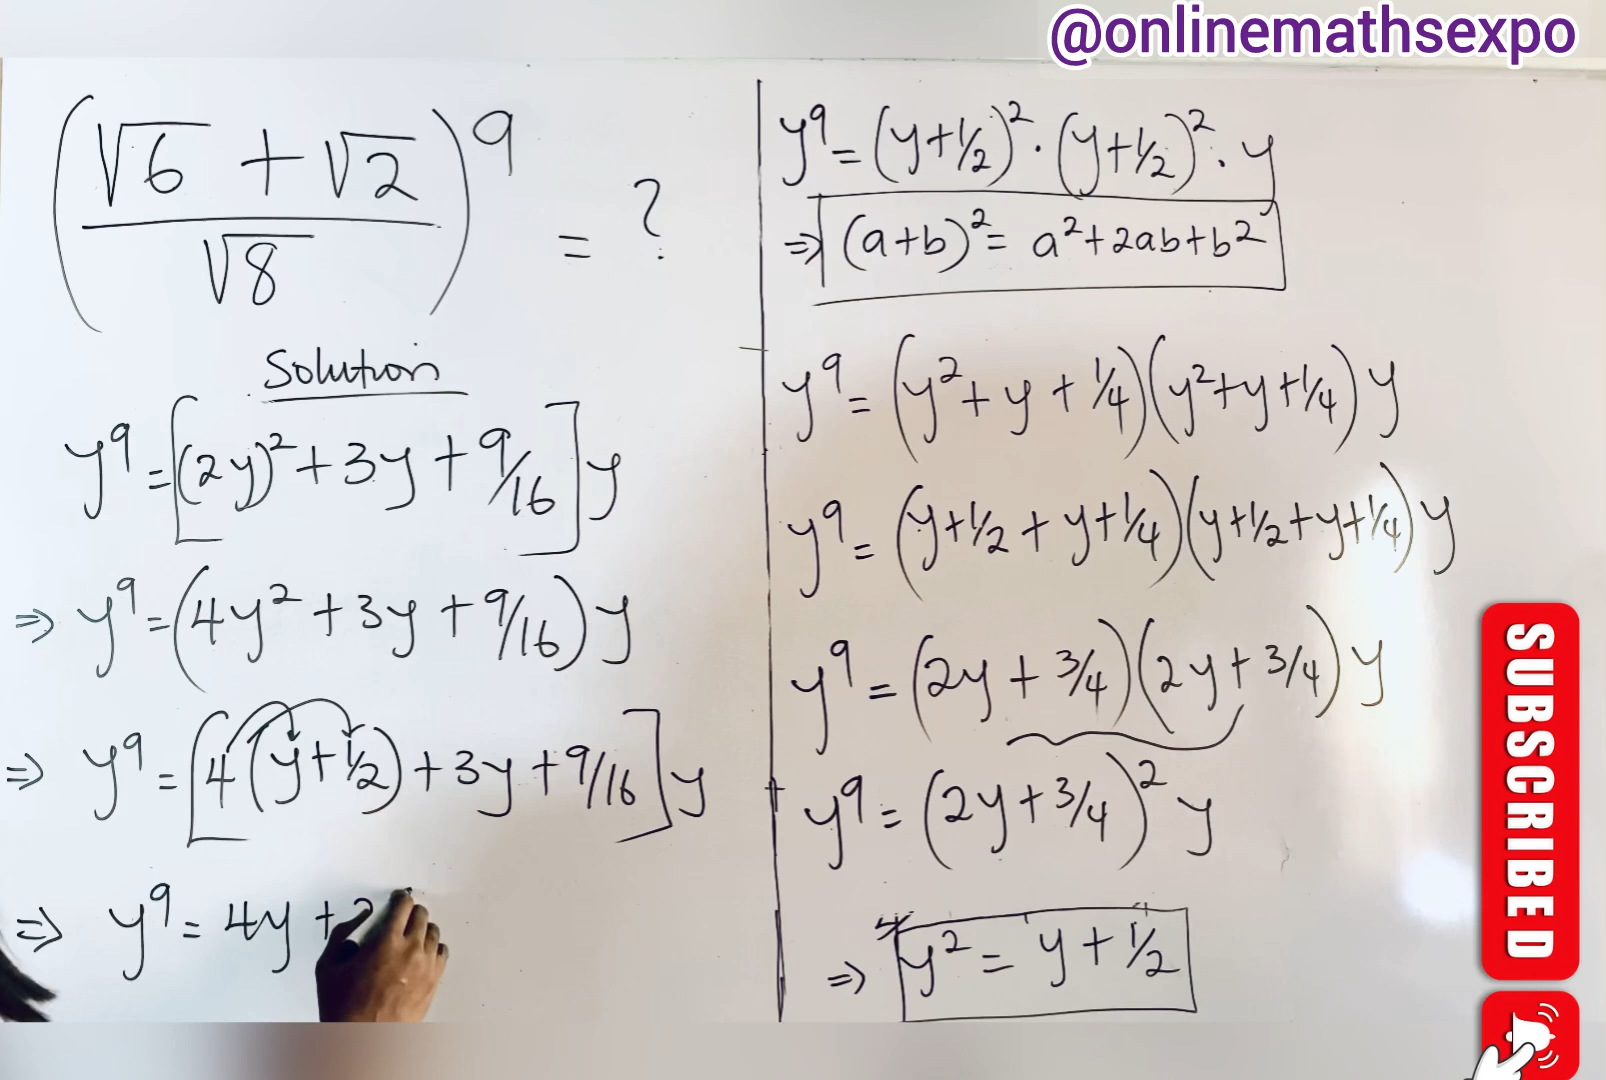 @onlinemathsexpo
(√6 + √2 / √8)^9 = ?
Solution
y^9 = [(2y)^2 + 3y + 9/16] y
⇒ y^9 = (4y^2 + 3y + 9/16) y
⇒ y^9 = [4(y + 1/2) + 3y + 9/16] y
⇒ y^9 = 4y +
y^9 = (y + 1/2)^2 · (y + 1/2)^2 · y
⇒ (a+b)^2 = a^2 + 2ab + b^2
y^9 = (y^2 + y + 1/4)(y^2 + y + 1/4) y
y^9 = (y + 1/2 + y + 1/4)(y + 1/2 + y + 1/4) y
y^9 = (2y + 3/4)(2y + 3/4) y
y^9 = (2y + 3/4)^2 y
⇒ y^2 = y + 1/2
SUBSCRIBED